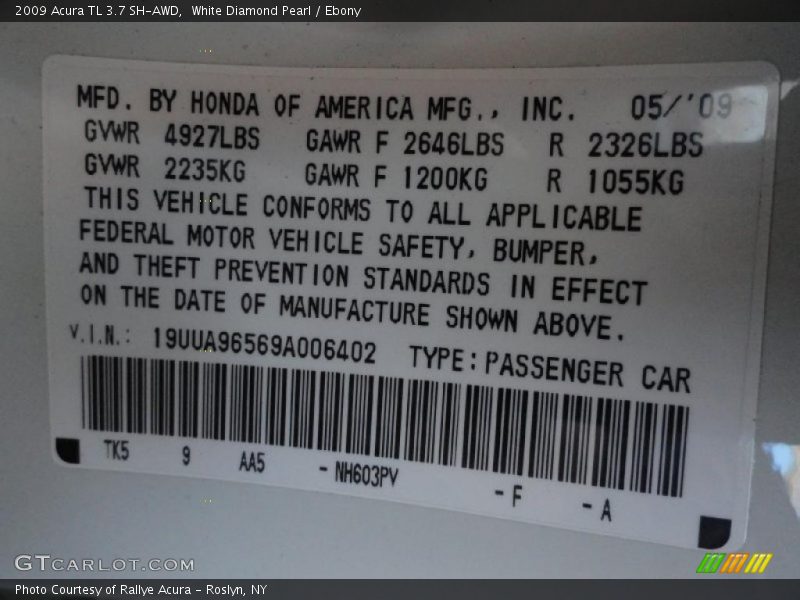 2009 Acura TL 3.7 SH-AWD,  White Diamond Pearl / Ebony
MFD. BY HONDA OF AMERICA MFG., INC. 05/'09
GVWR 4927LBS GAWR F 2646LBS R 2326LBS
GVWR 2235KG GAWR F 1200KG R 1055KG
THIS VEHICLE CONFORMS TO ALL APPLICABLE
FEDERAL MOTOR VEHICLE SAFETY, BUMPER,
AND THEFT PREVENTION STANDARDS IN EFFECT
ON THE DATE OF MANUFACTURE SHOWN ABOVE.
V.I.N.: 19UUA96569A006402 TYPE:PASSENGER CAR
TK5 9 AA5 -NH603PV -F -A
GTCARLOT.COM
Photo Courtesy of Rallye Acura - Roslyn, NY